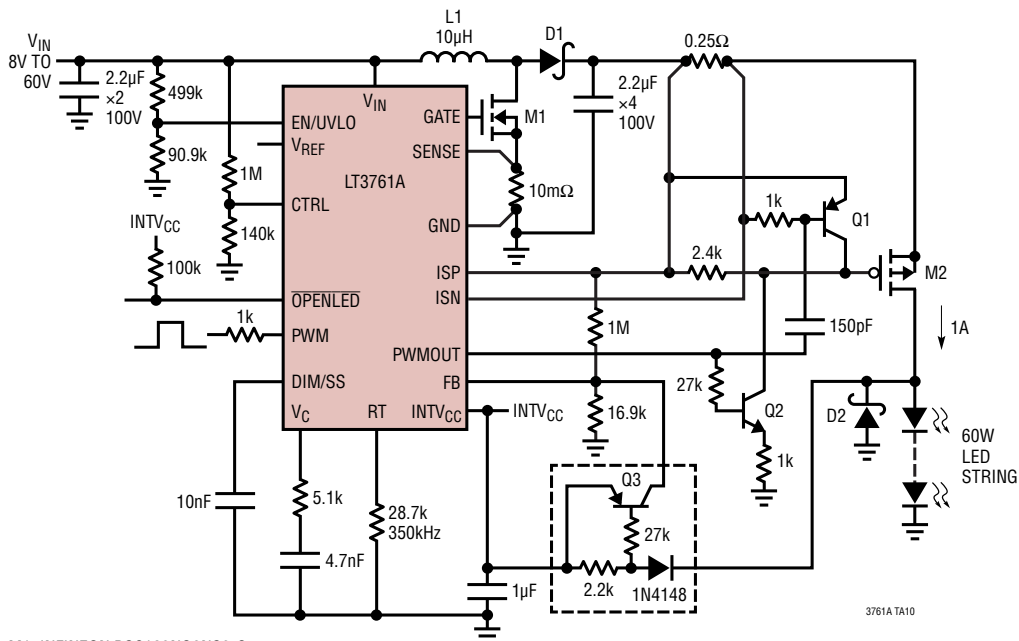 L1
10µH
D1
0.25Ω
VIN
8V TO
60V
2.2µF
×2
100V
499k
90.9k
1M
140k
INTVCC
100k
VIN
EN/UVLO
VREF
LT3761A
CTRL
OPENLED
PWM
DIM/SS
VC
RT
GATE
SENSE
GND
ISP
ISN
PWMOUT
FB
INTVCC
M1
10mΩ
2.2µF
×4
100V
1k
Q1
2.4k
M2
150pF
1A
1M
INTVCC
16.9k
27k
Q2
1k
D2
60W
LED
STRING
1k
10nF
5.1k
4.7nF
28.7k
350kHz
1µF
Q3
27k
2.2k
1N4148
3761A TA10